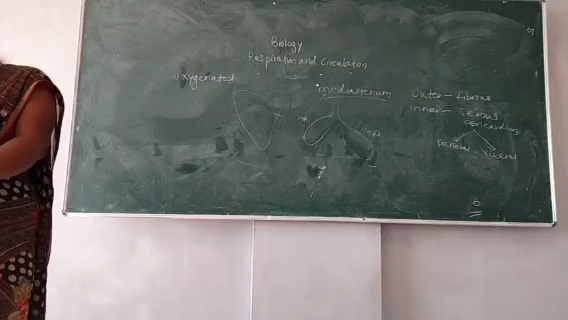 Biology
Respiration and Circulation
oxygenated
mediastenum
Outer - fibrous
inner - serous
pericardium
parietal visceral